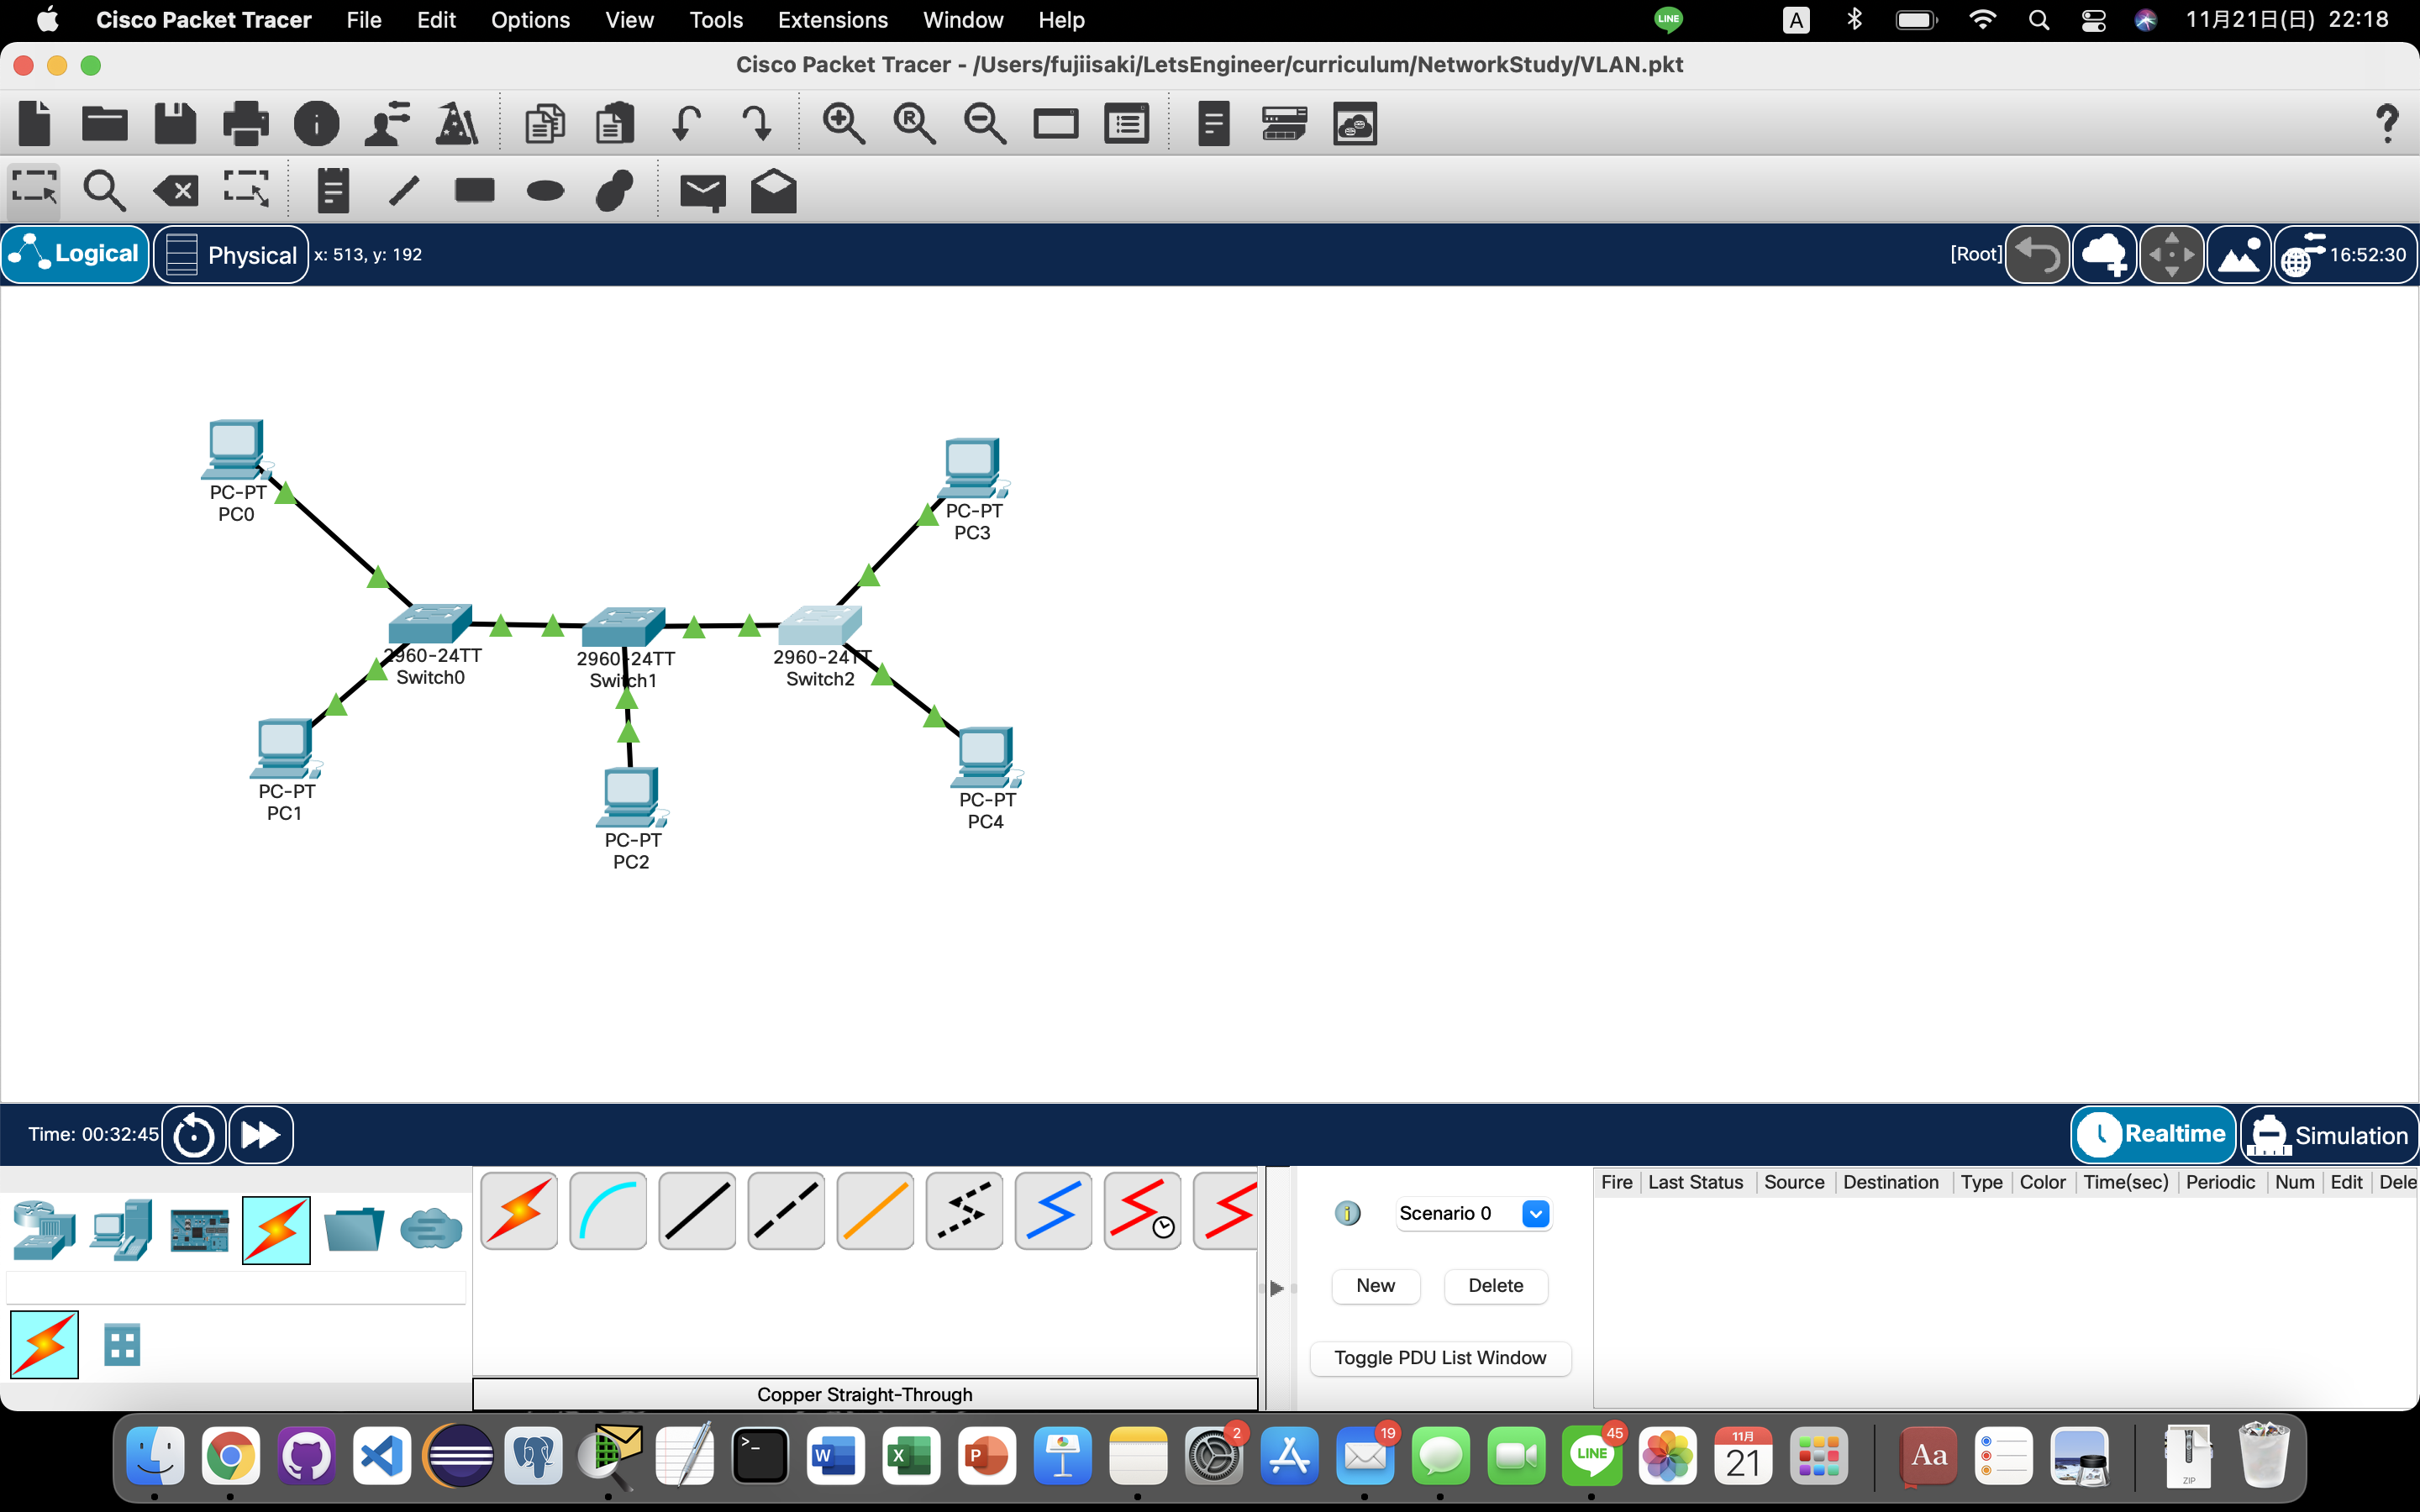 Cisco Packet Tracer File Edit Options View Tools Extensions Window Help LINE A 11月21日(日) 22:18
Cisco Packet Tracer - /Users/fujiisaki/LetsEngineer/curriculum/NetworkStudy/VLAN.pkt
Logical Physical x: 513, y: 192 [Root] 16:52:30
PC-PT
PC0
PC-PT
PC3
2960-24TT
Switch0
2960-24TT
Switch1
2960-24TT
Switch2
PC-PT
PC1
PC-PT
PC2
PC-PT
PC4
Time: 00:32:45 Realtime Simulation
Scenario 0
New Delete
Toggle PDU List Window
Fire Last Status Source Destination Type Color Time(sec) Periodic Num Edit Dele
Copper Straight-Through
W X P 2 19 LINE 45 11月 21 Aa ZIP